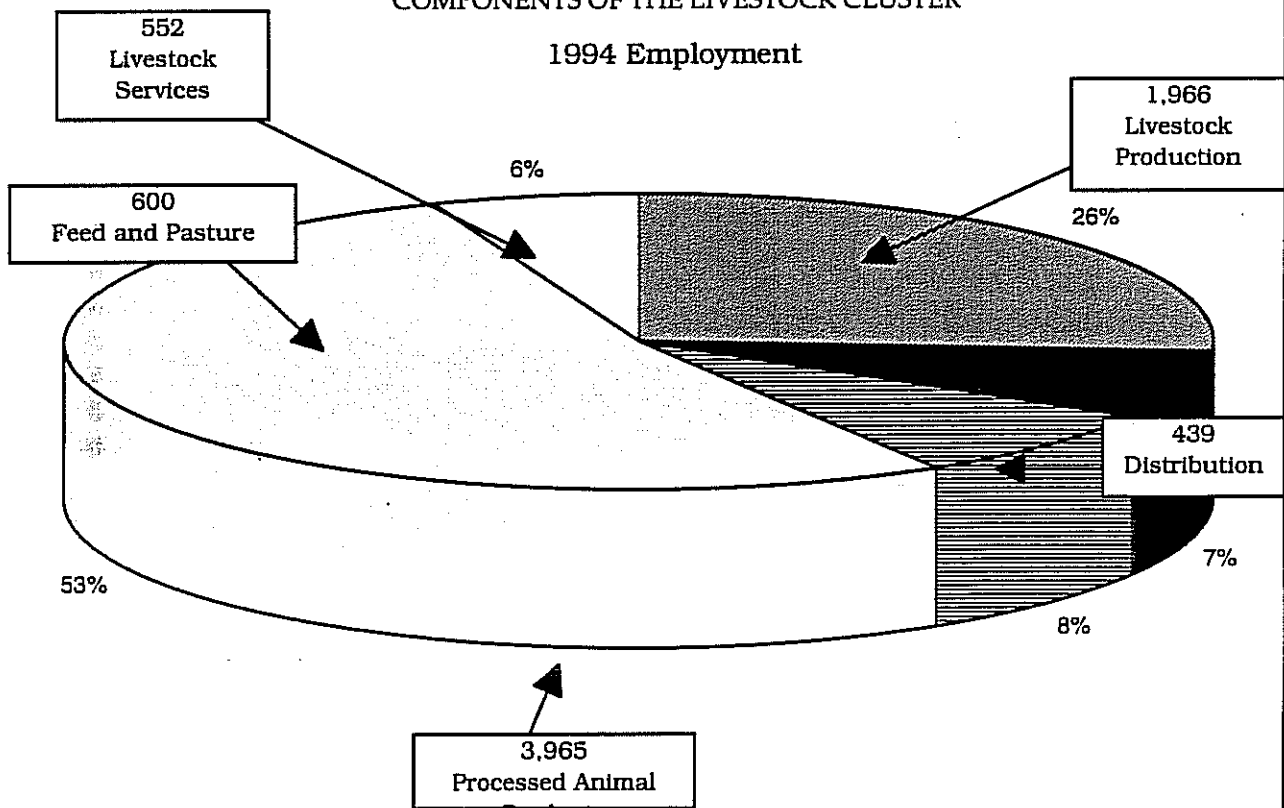 COMPONENTS OF THE LIVESTOCK CLUSTER
1994 Employment
552
Livestock
Services
1,966
Livestock
Production
6%
600
Feed and Pasture
26%
439
Distribution
7%
53%
8%
3,965
Processed Animal